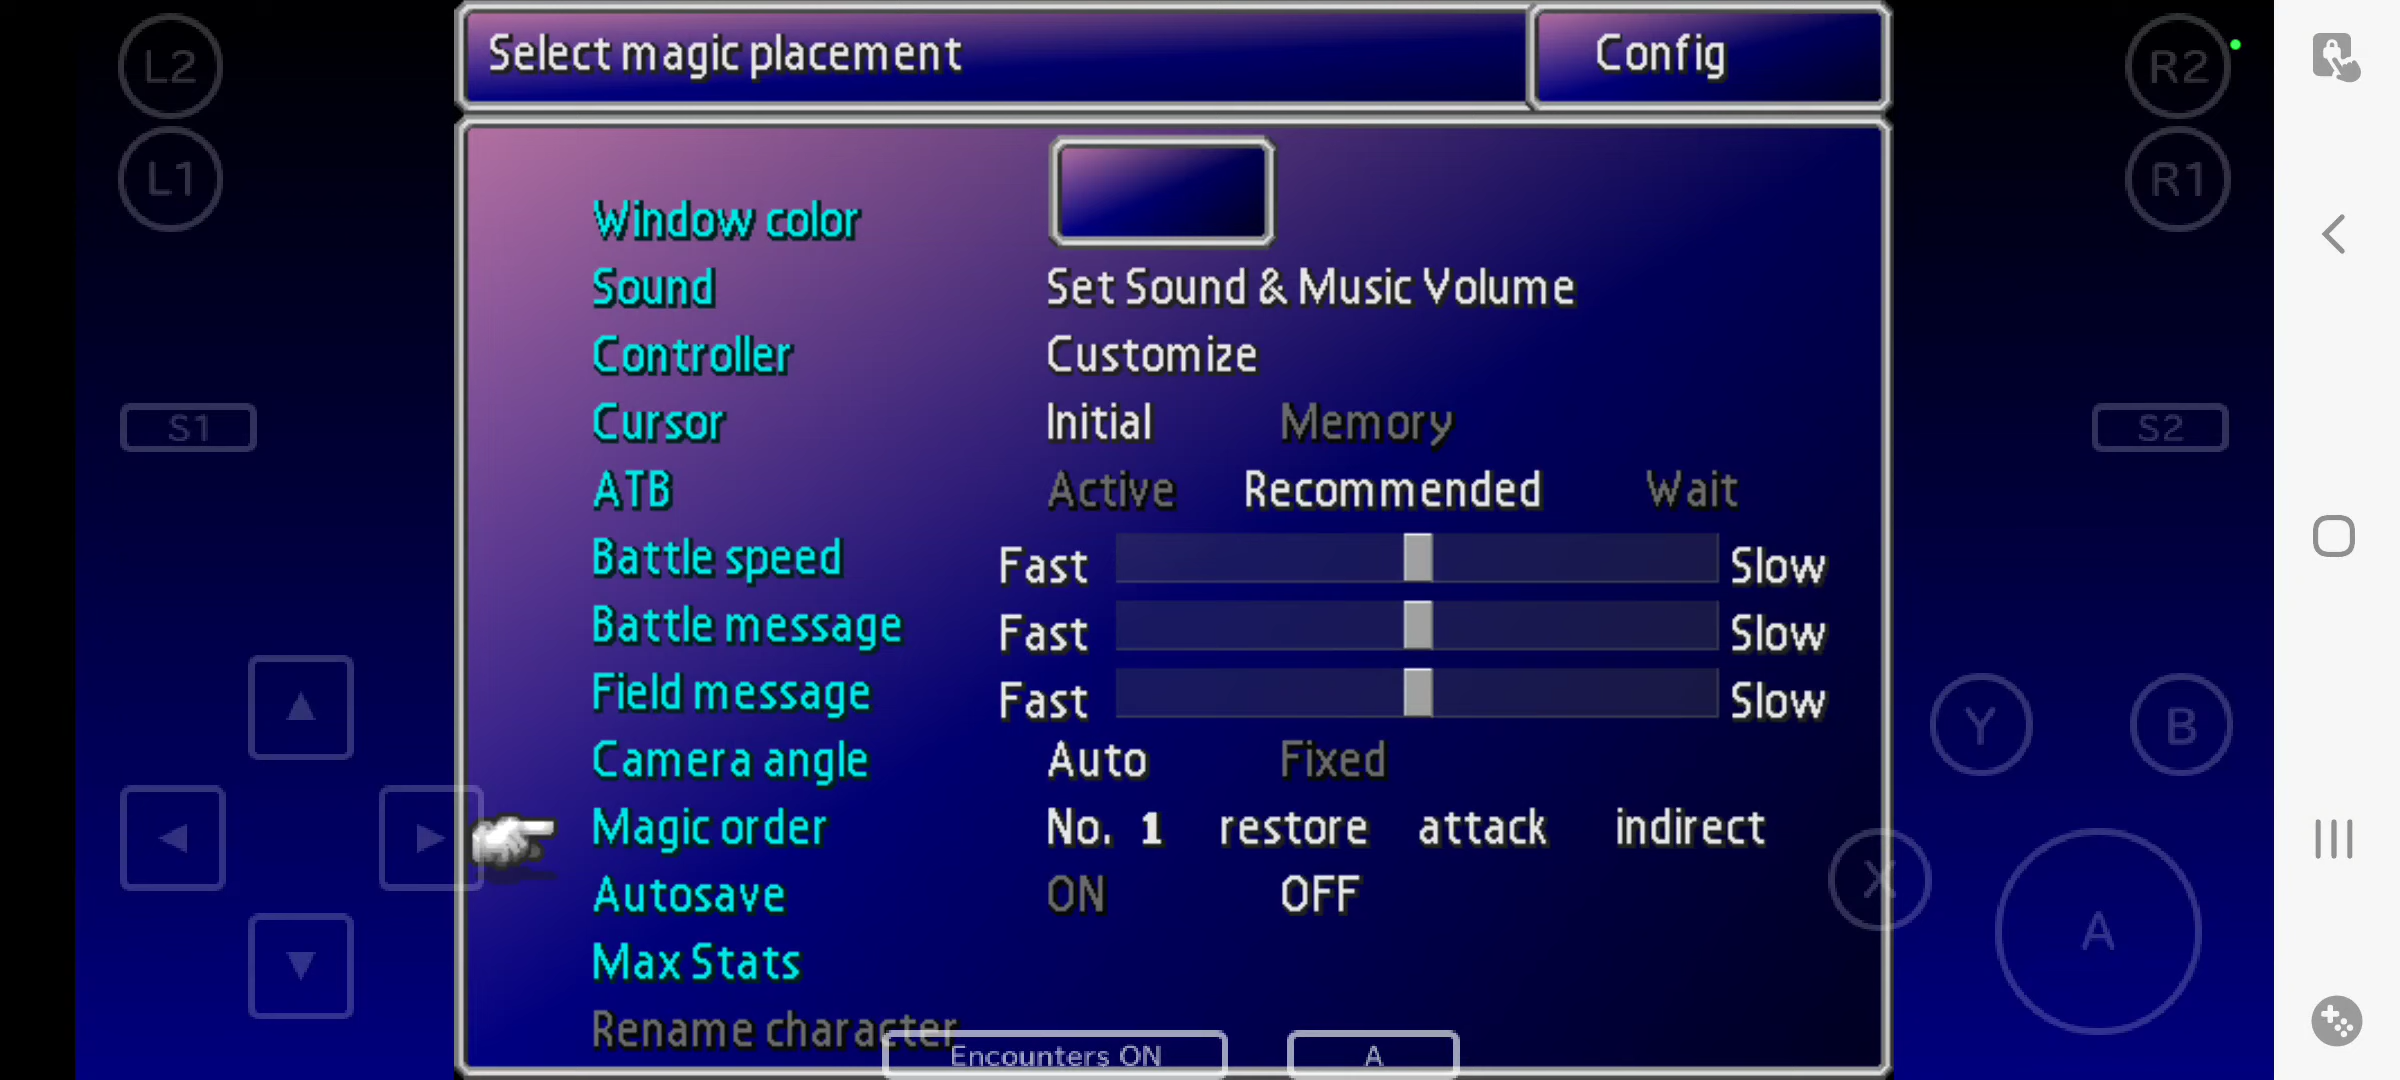 L2
Select magic placement
Config
R2
L1
R1
Window color
Sound Set Sound & Music Volume
Controller Customize
S1
Cursor Initial Memory
S2
ATB Active Recommended Wait
Battle speed Fast Slow
Battle message Fast Slow
Field message Fast Slow
Y
B
Camera angle Auto Fixed
Magic order No. 1 restore attack indirect
X
Autosave ON OFF
A
Max Stats
Rename character
Encounters ON
A